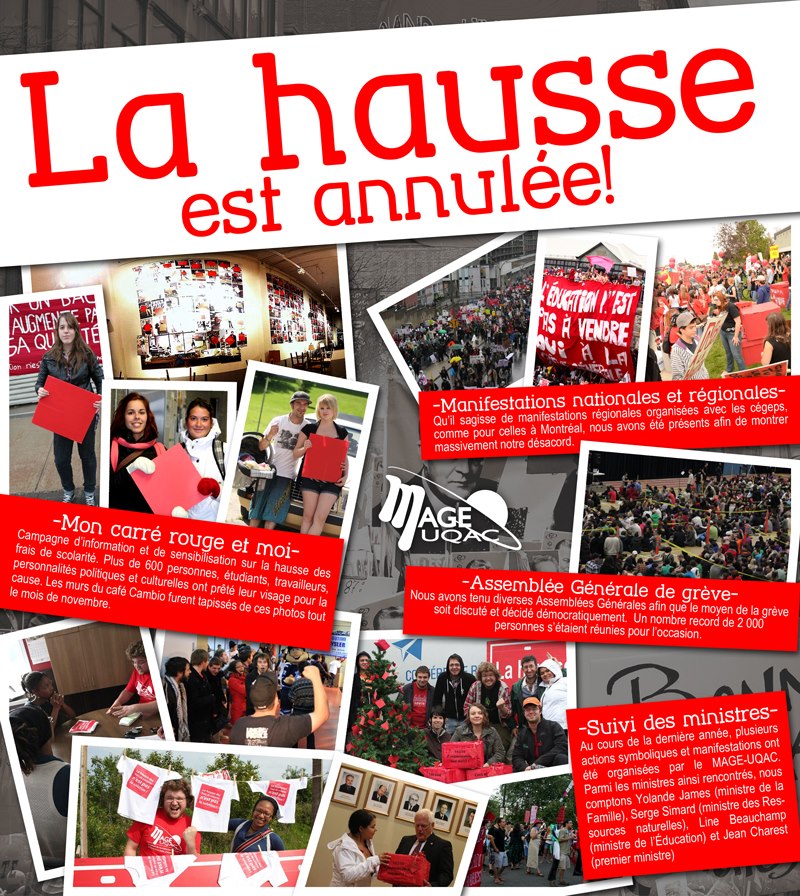 La hausse
est annulée!
UN BAC
AUGMENTE PAS
SA QUALITÉ
L'ÉDUCATION N'EST
PAS À VENDRE
OUI À LA
-Manifestations nationales et régionales-
Qu'il sagisse de manifestations régionales organisées avec les cégeps,
comme pour celles à Montréal, nous avons été présents afin de montrer
massivement notre désacord.
-Mon carré rouge et moi-
Campagne d'information et de sensibilisation sur la hausse des
frais de scolarité. Plus de 600 personnes, étudiants, travailleurs,
personnalités politiques et culturelles ont prêté leur visage pour la
cause. Les murs du café Cambio furent tapissés de ces photos tout
le mois de novembre.
MAGE
UQAC
-Assemblée Générale de grève-
Nous avons tenu diverses Assemblées Générales afin que le moyen de la grève
soit discuté et décidé démocratiquement. Un nombre record de 2 000
personnes s'étaient réunies pour l'occasion.
-Suivi des ministres-
Au cours de la dernière année, plusieurs
actions symboliques et manifestations ont
été organisées par le MAGE-UQAC.
Parmi les ministres ainsi rencontrés, nous
comptons Yolande James (ministre de la
Famille), Serge Simard (ministre des Res-
sources naturelles), Line Beauchamp
(ministre de l'Éducation) et Jean Charest
(premier ministre)